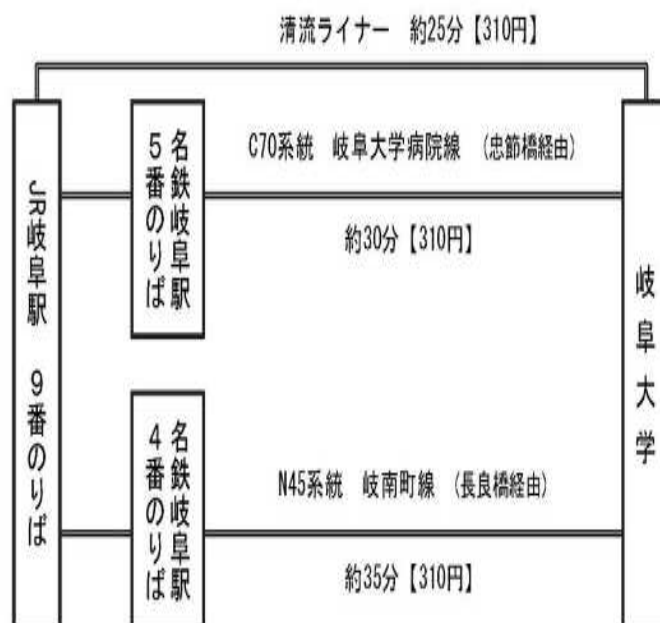 清流ライナー 約25分【310円】
JR岐阜駅 9番のりば
名鉄岐阜駅
5番のりば
C70系統 岐阜大学病院線 (忠節橋経由)
約30分【310円】
名鉄岐阜駅
4番のりば
N45系統 岐南町線 (長良橋経由)
約35分【310円】
岐阜大学